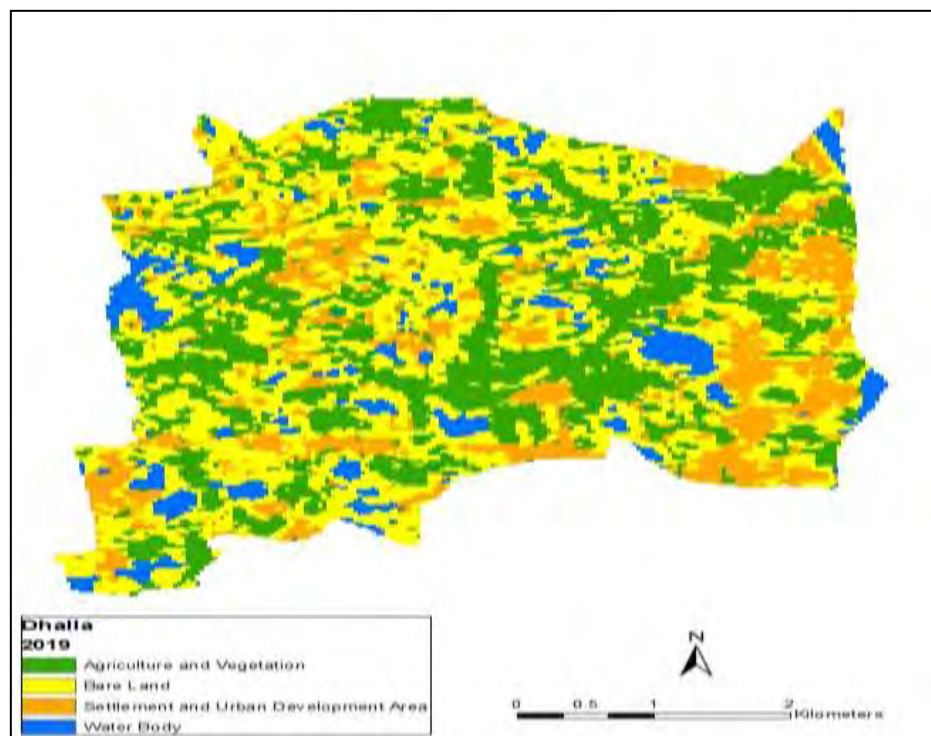 Dhalla
2019
Agriculture and Vegetation
Bare Land
Settlement and Urban Development Area
Water Body
N
0 0.5 1 2
Kilometers